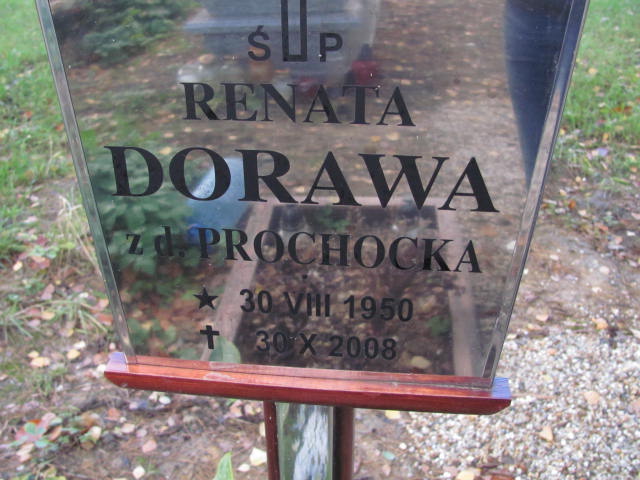 Ś P
RENATA
DORAWA
z d. PROCHOCKA
★ 30 VIII 1950
✝ 30 X 2008